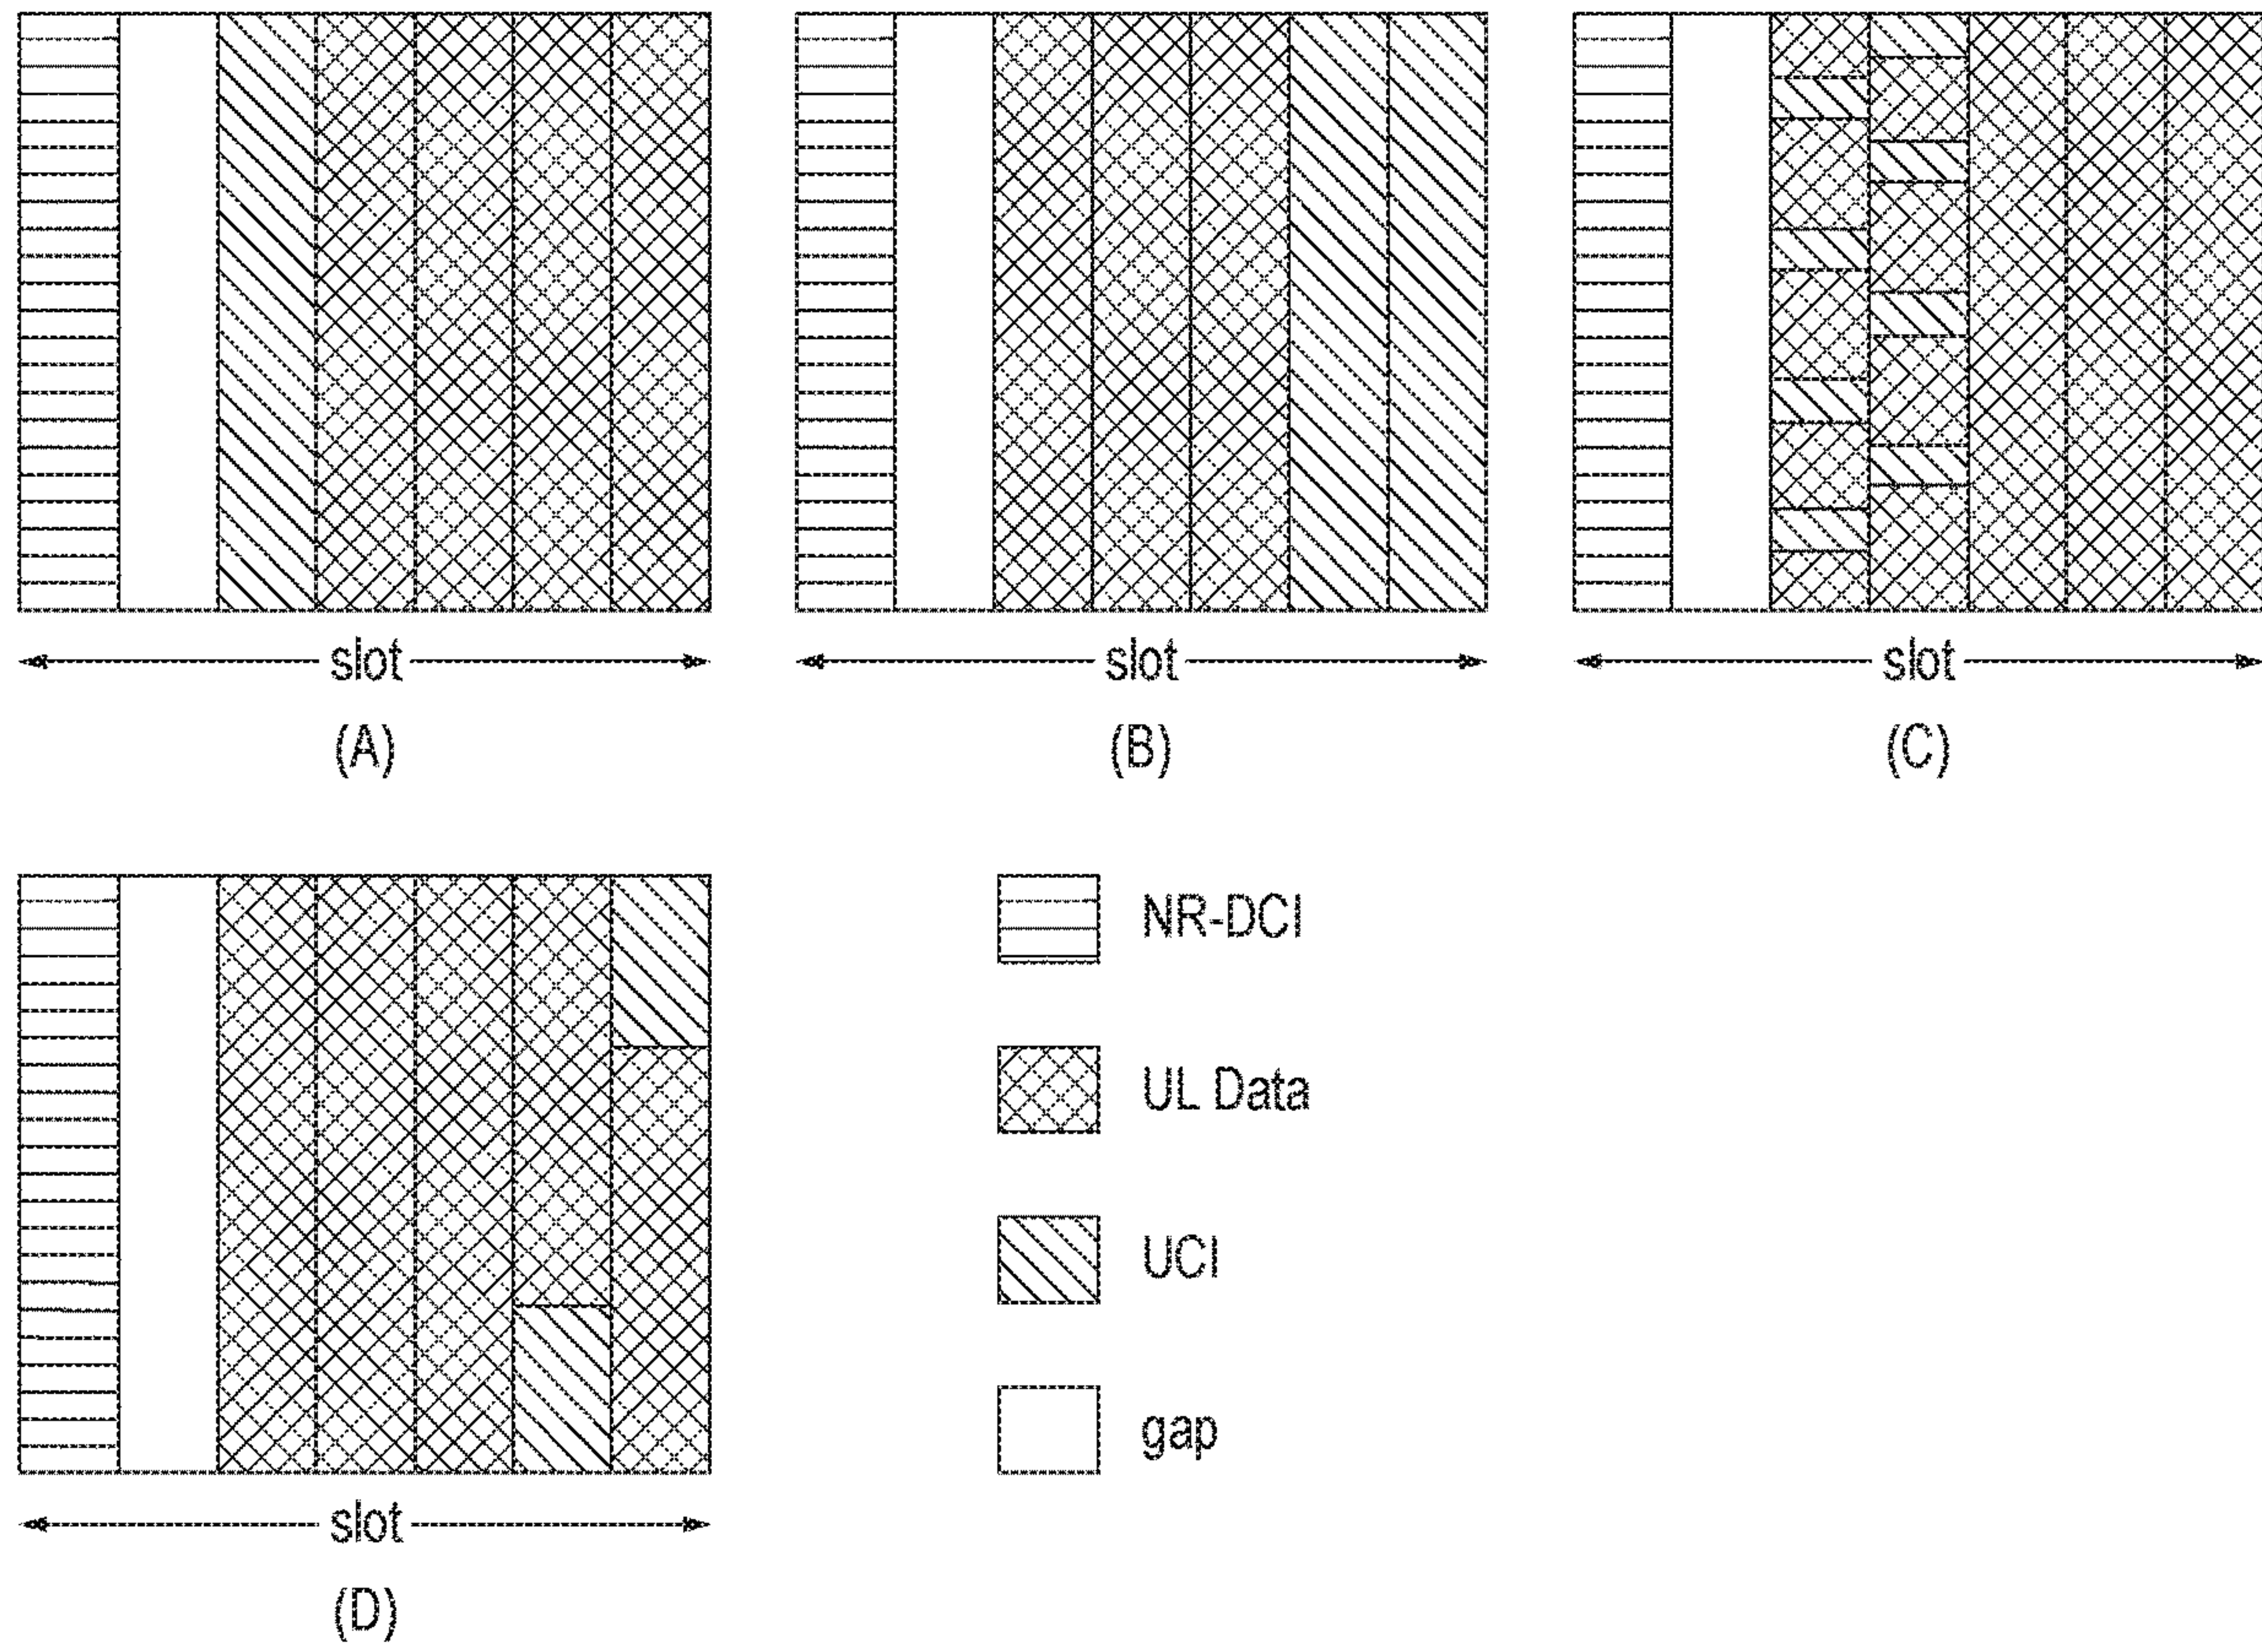 slot
slot
slot
(A)
(B)
(C)
NR-DCI
UL Data
UCI
gap
slot
(D)